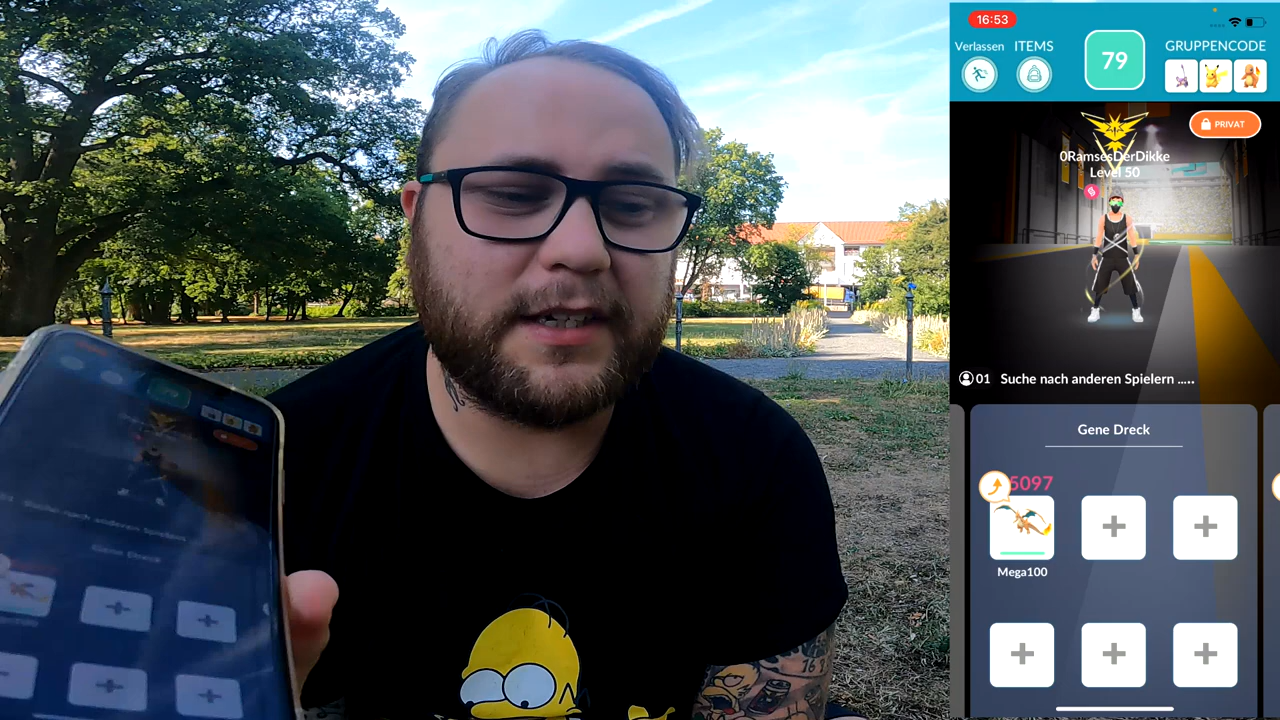 16:53
Verlassen ITEMS
79
GRUPPENCODE
PRIVAT
0RamsesDerDikke
Level 50
01 Suche nach anderen Spielern .....
Gene Dreck
5097
Mega100